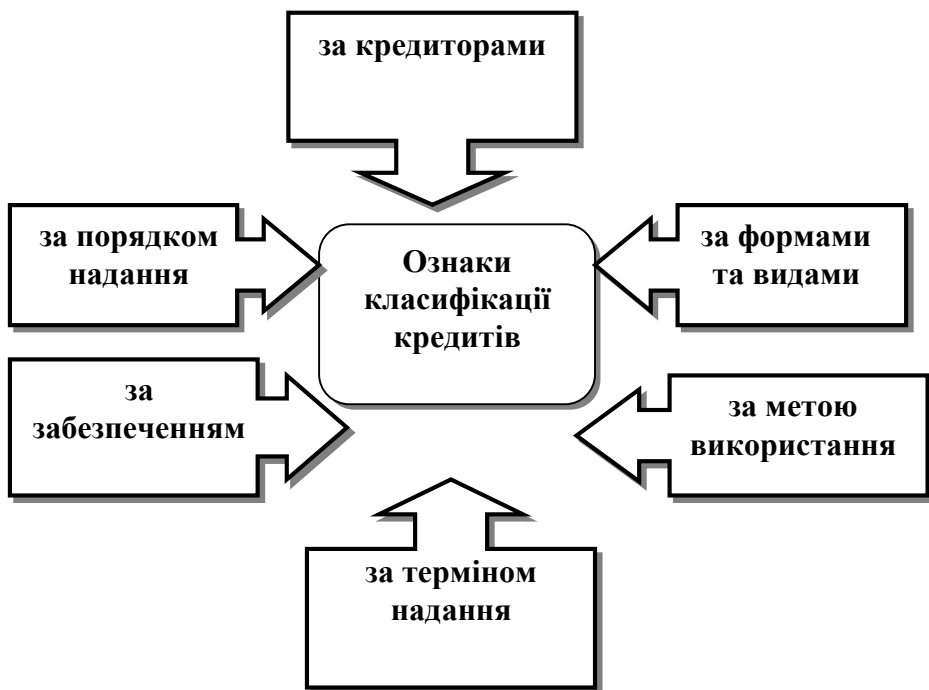 за кредиторами
за порядком
надання
Ознаки
класифікації
кредитів
за формами
та видами
за
забезпеченням
за метою
використання
за терміном
надання